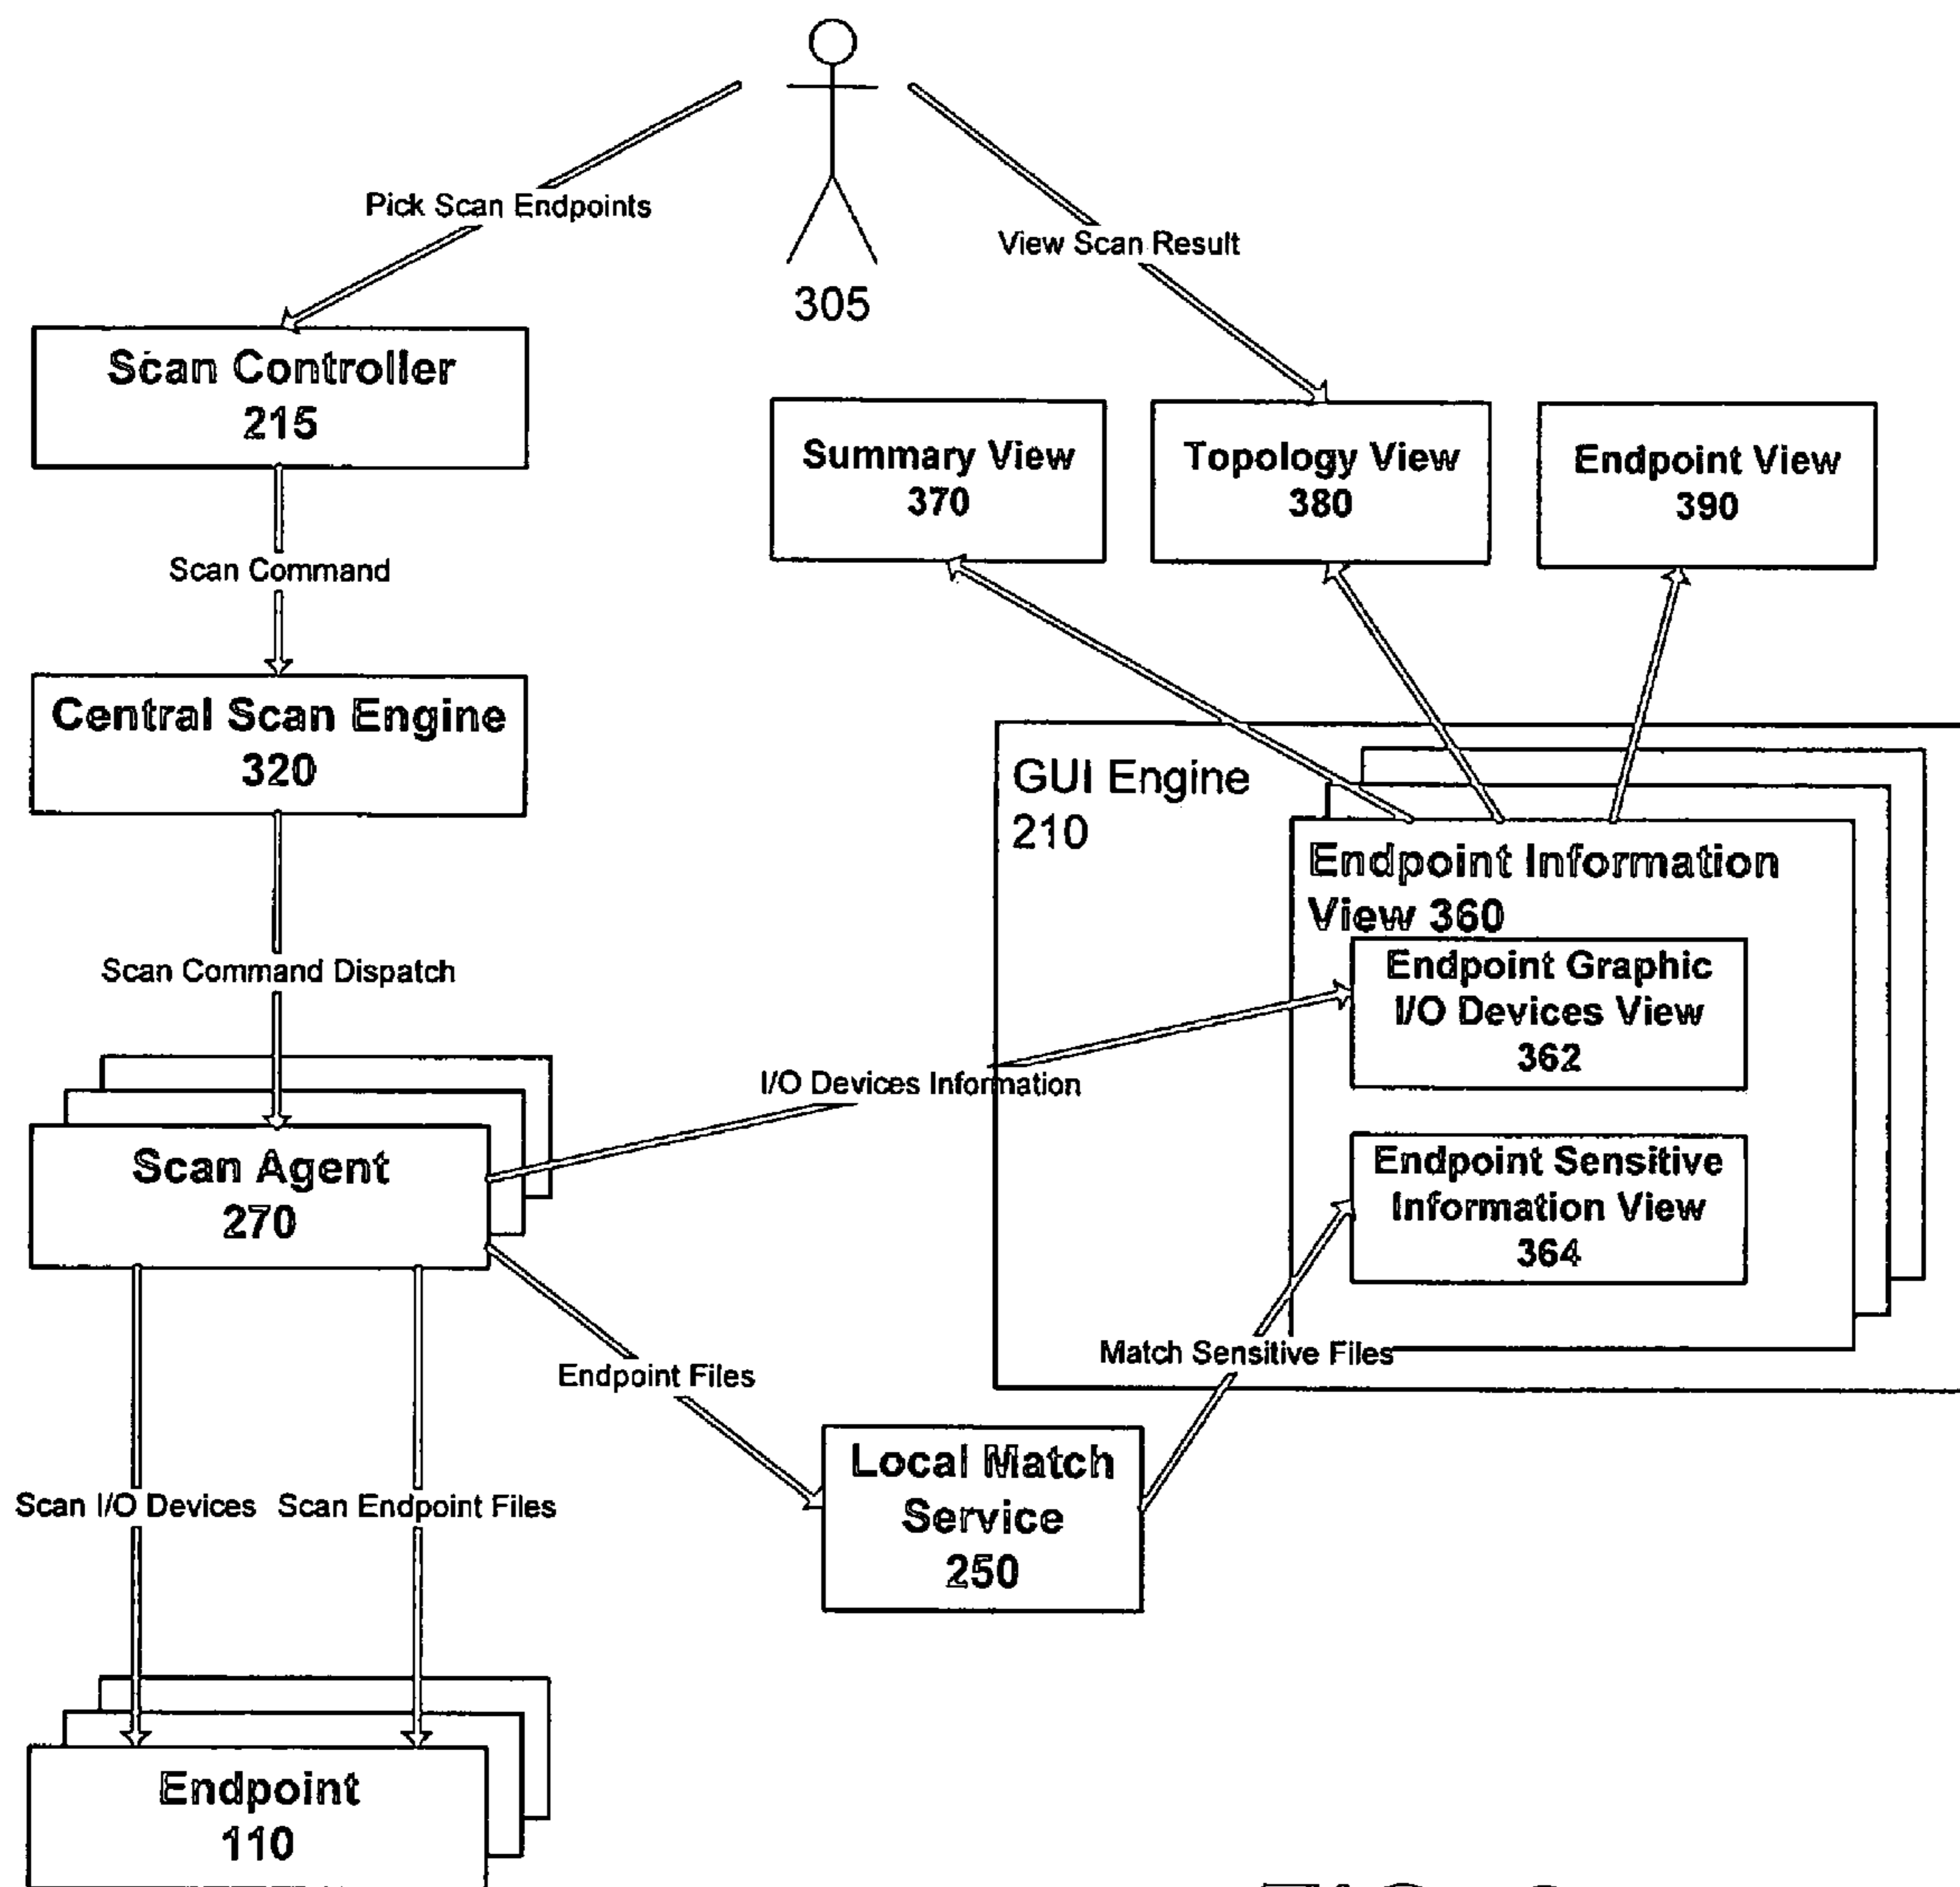 Pick Scan Endpoints
View Scan Result
305
Scan Controller
215
Summary View
370
Topology View
380
Endpoint View
390
Scan Command
Central Scan Engine
320
GUI Engine
210
Endpoint Information
View 360
Endpoint Graphic
I/O Devices View
362
Scan Command Dispatch
I/O Devices Information
Scan Agent
270
Endpoint Sensitive
Information View
364
Match Sensitive Files
Endpoint Files
Local Match
Service
250
Scan I/O Devices
Scan Endpoint Files
Endpoint
110